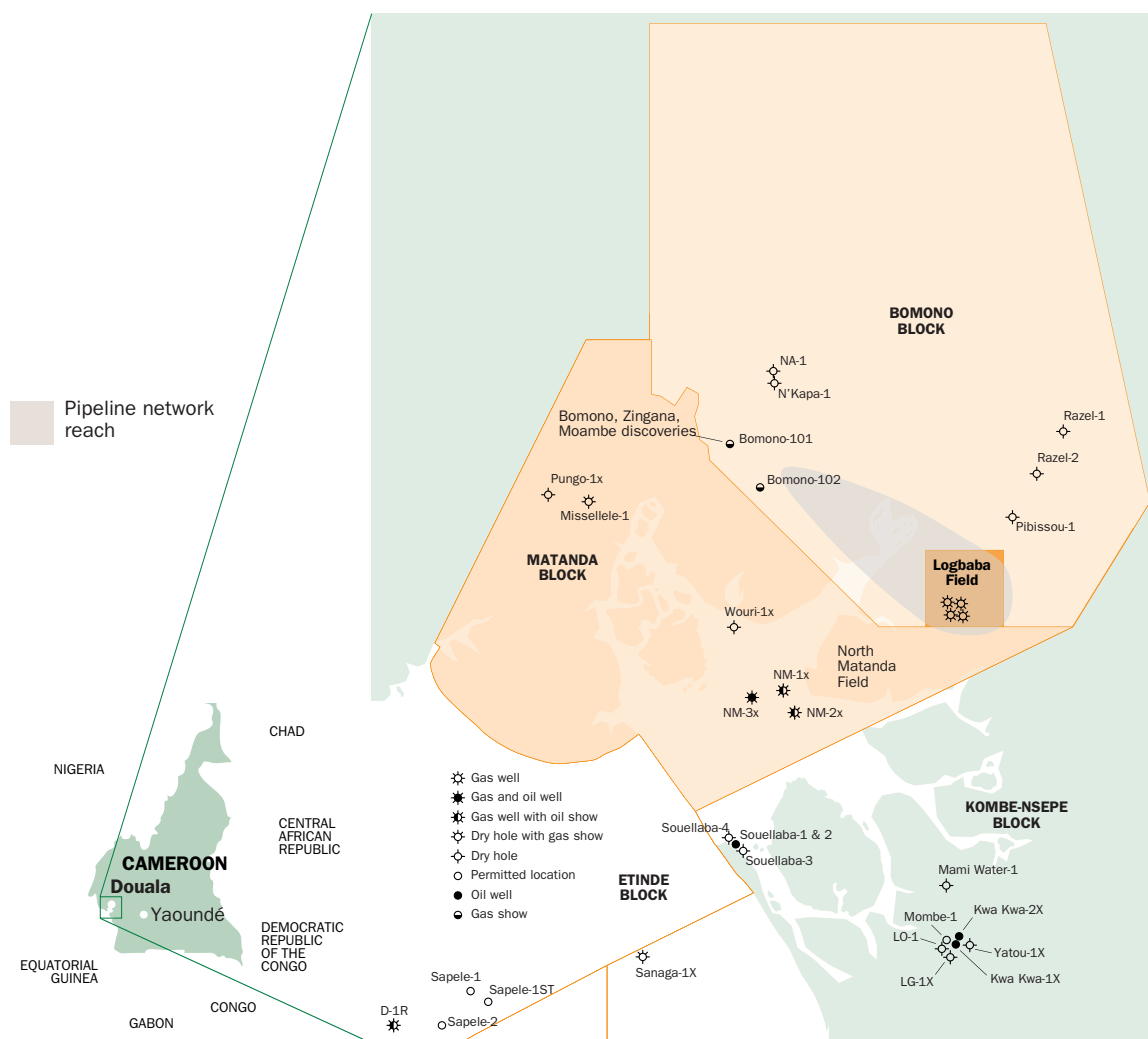 BOMONO
BLOCK
NA-1
N'Kapa-1
Pipeline network
reach
Bomono, Zingana,
Moambe discoveries
Bomono-101
Razel-1
Razel-2
Bomono-102
Pungo-1x
Missellele-1
Pibissou-1
MATANDA
BLOCK
Logbaba
Field
Wouri-1x
North
Matanda
Field
NM-1x
NM-3x
NM-2x
CHAD
NIGERIA
Gas well
Gas and oil well
Gas well with oil show
Dry hole with gas show
Dry hole
Permitted location
Oil well
Gas show
KOMBE-NSEPE
BLOCK
CENTRAL
AFRICAN
REPUBLIC
Souellaba-4
Souellaba-1 & 2
Souellaba-3
CAMEROON
Douala
Yaoundé
ETINDE
BLOCK
Mami Water-1
Mombe-1
Kwa Kwa-2X
LO-1
Yatou-1X
LG-1X
Kwa Kwa-1X
DEMOCRATIC
REPUBLIC
OF THE
CONGO
EQUATORIAL
GUINEA
Sanaga-1X
Sapele-1
Sapele-1ST
D-1R
Sapele-2
CONGO
GABON